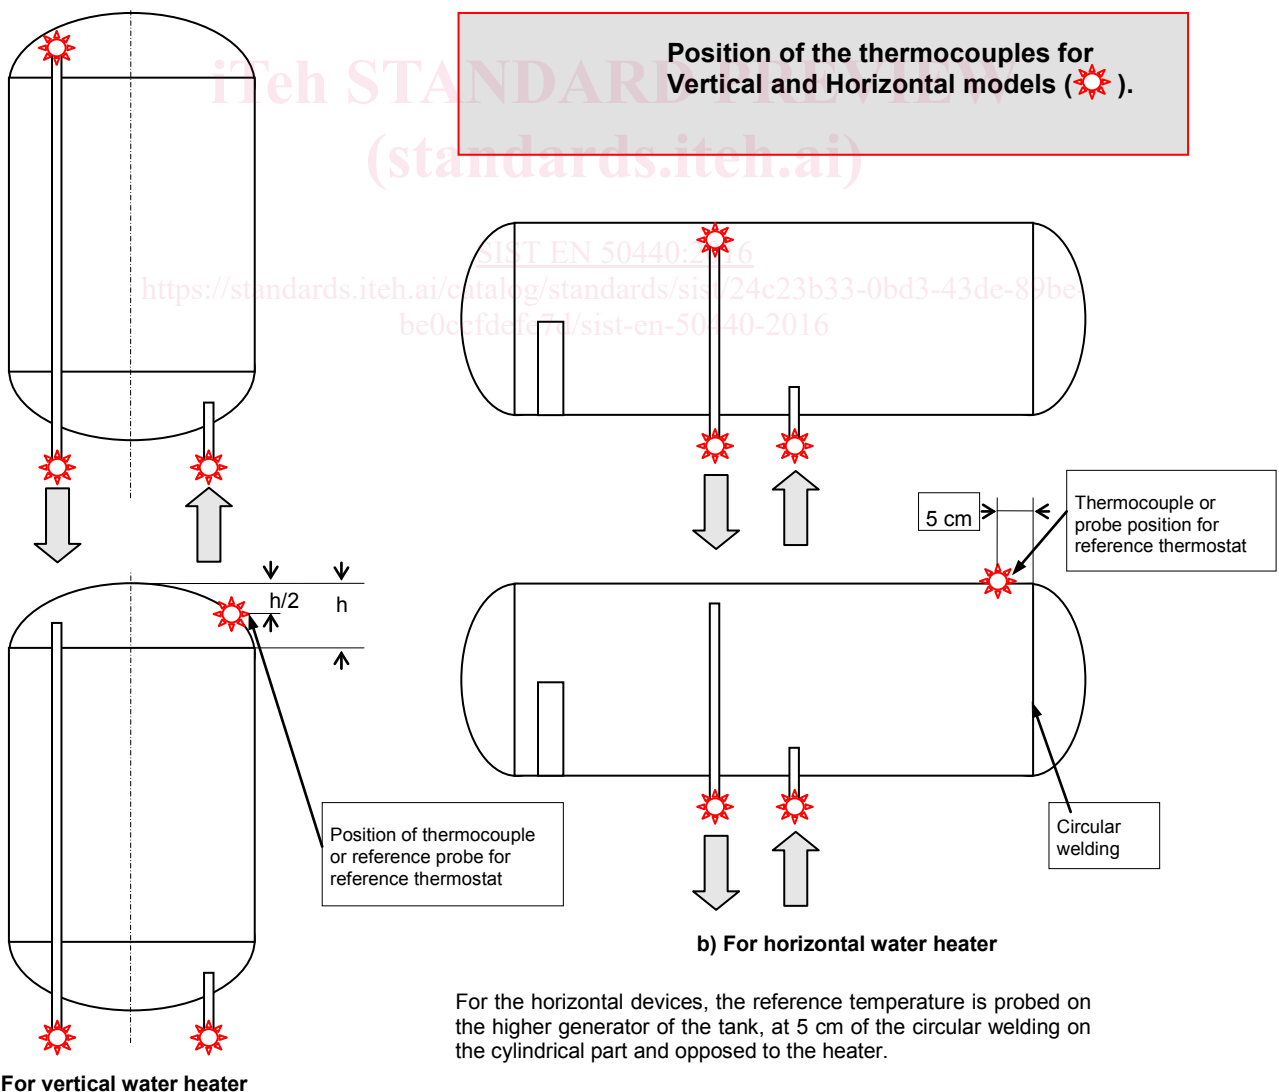 Position of the thermocouples for
Vertical and Horizontal models ( ).
iTeh STANDARD PREVIEW
(standards.iteh.ai)
SIST EN 50440:2016
https://standards.iteh.ai/catalog/standards/sist/24c23b33-0bd3-43de-89be-
be0ccfdefc7d/sist-en-50440-2016
5 cm
Thermocouple or
probe position for
reference thermostat
h/2
h
Position of thermocouple
or reference probe for
reference thermostat
Circular
welding
b) For horizontal water heater
For the horizontal devices, the reference temperature is probed on
the higher generator of the tank, at 5 cm of the circular welding on
the cylindrical part and opposed to the heater.
For vertical water heater